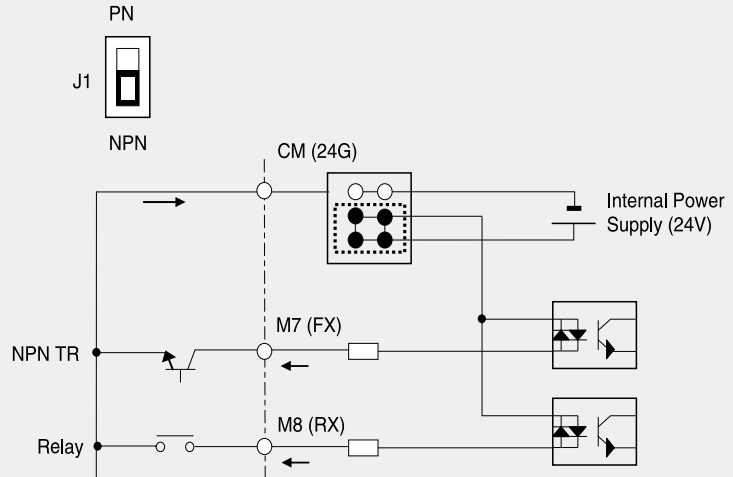 PN
J1
NPN
CM (24G)
Internal Power
Supply (24V)
M7 (FX)
NPN TR
M8 (RX)
Relay